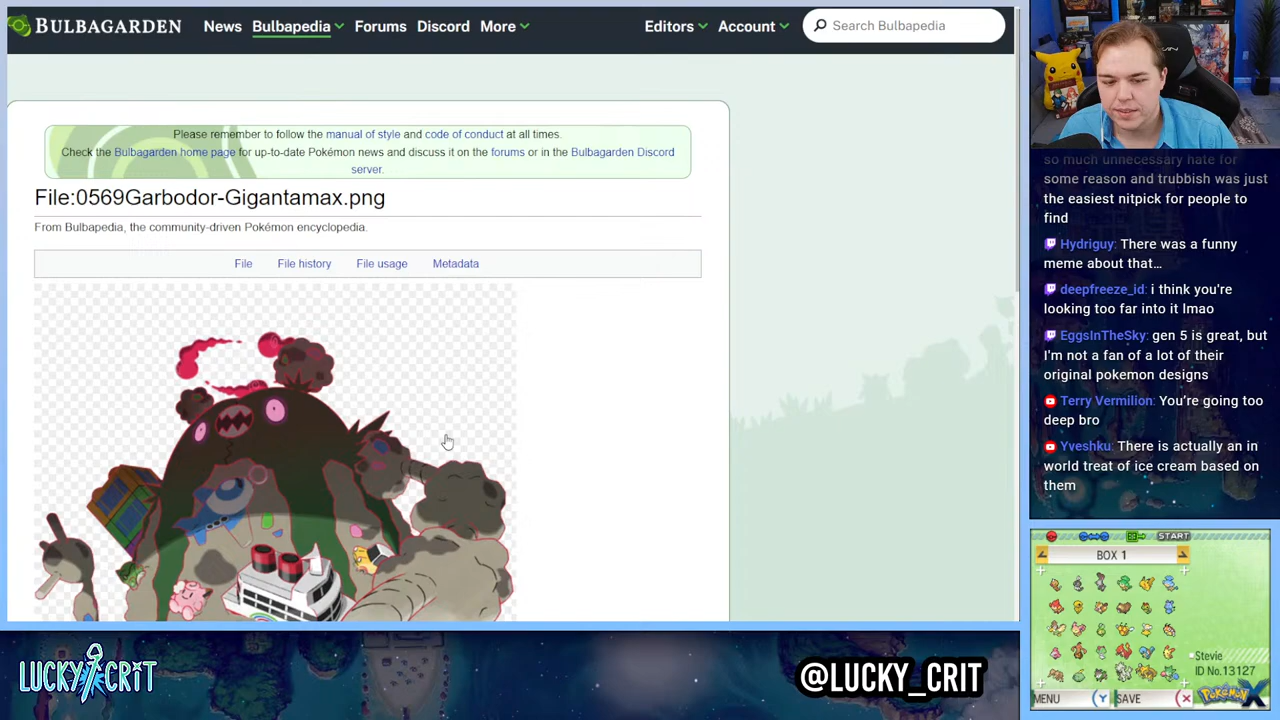 BULBAGARDEN News Bulbapedia Forums Discord More Editors Account Search Bulbapedia
Please remember to follow the manual of style and code of conduct at all times.
Check the Bulbagarden home page for up-to-date Pokémon news and discuss it on the forums or in the Bulbagarden Discord
server.
File:0569Garbodor-Gigantamax.png
From Bulbapedia, the community-driven Pokémon encyclopedia.
File File history File usage Metadata
so much unnecessary hate for
some reason and trubbish was just
the easiest nitpick for people to
find
Hydriguy: There was a funny
meme about that…
deepfreeze_id: i think you're
looking too far into it lmao
EggsInTheSky: gen 5 is great, but
I'm not a fan of a lot of their
original pokemon designs
Terry Vermilion: You're going too
deep bro
Yveshku: There is actually an in
world treat of ice cream based on
them
START
BOX 1
Stevie
ID No.13127
MENU Y SAVE X POKéMON X
LUCKY CRIT
@LUCKY_CRIT